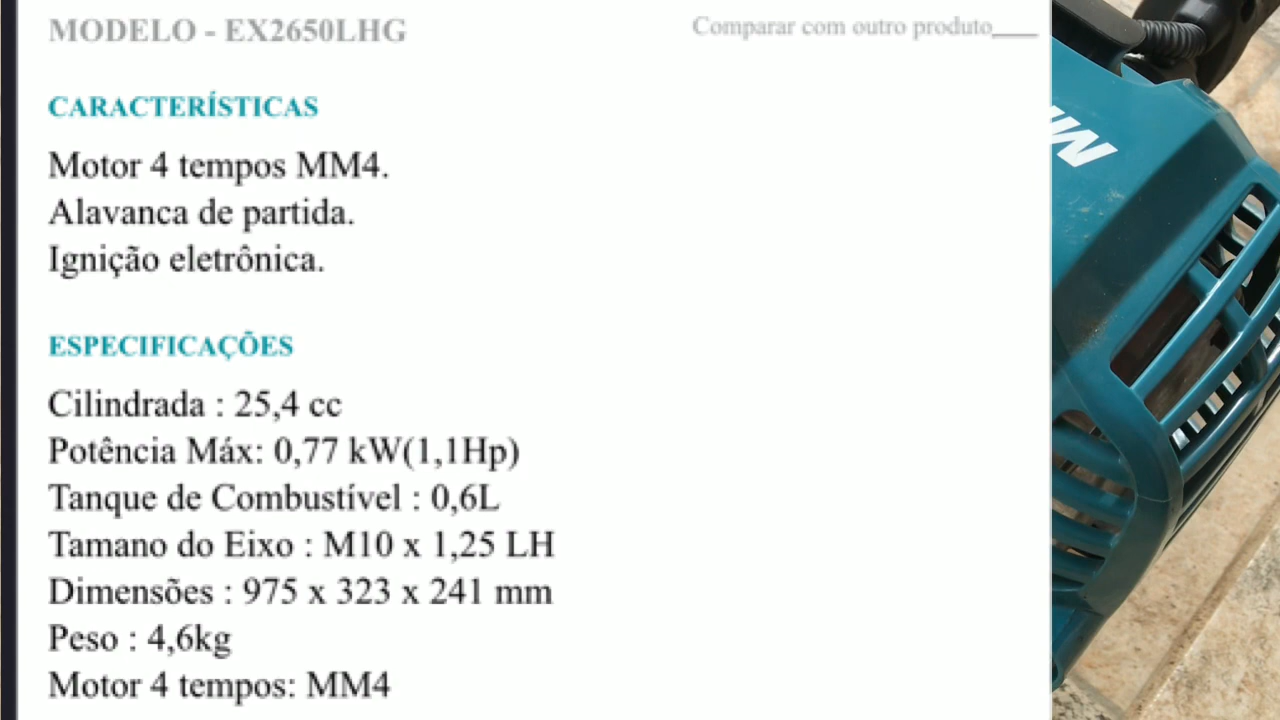 MODELO - EX2650LHG
Comparar com outro produto___
CARACTERÍSTICAS
Motor 4 tempos MM4.
Alavanca de partida.
Ignição eletrônica.
ESPECIFICAÇÕES
Cilindrada : 25,4 cc
Potência Máx: 0,77 kW(1,1Hp)
Tanque de Combustível : 0,6L
Tamano do Eixo : M10 x 1,25 LH
Dimensões : 975 x 323 x 241 mm
Peso : 4,6kg
Motor 4 tempos: MM4